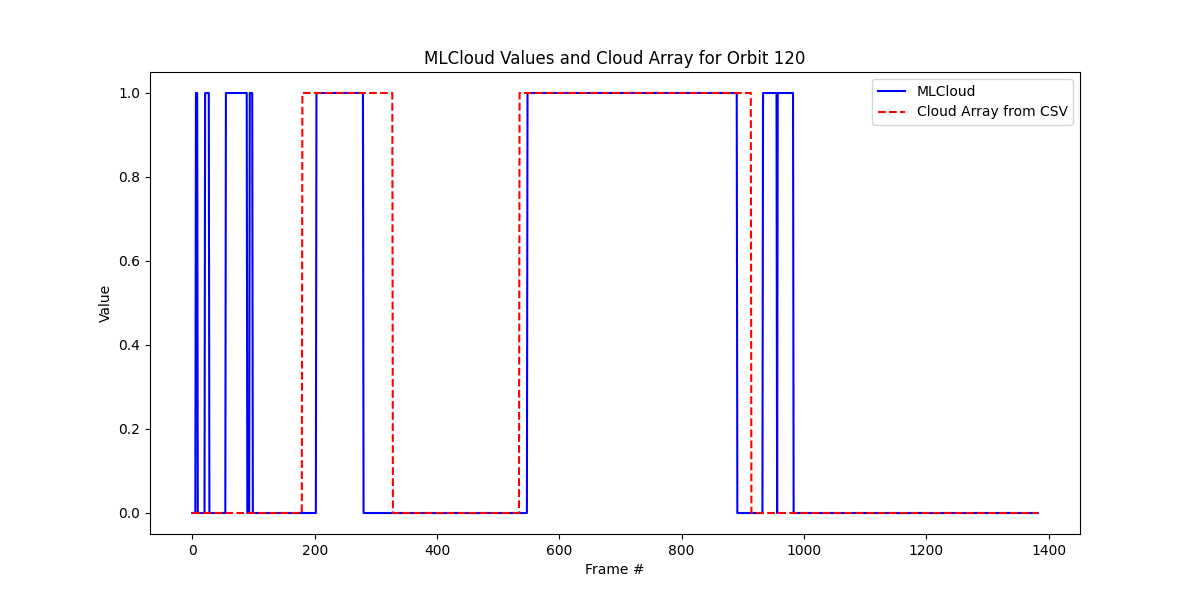 MLCloud Values and Cloud Array for Orbit 120
MLCloud
Cloud Array from CSV
Value
1.0
0.8
0.6
0.4
0.2
0.0
0 200 400 600 800 1000 1200 1400
Frame #